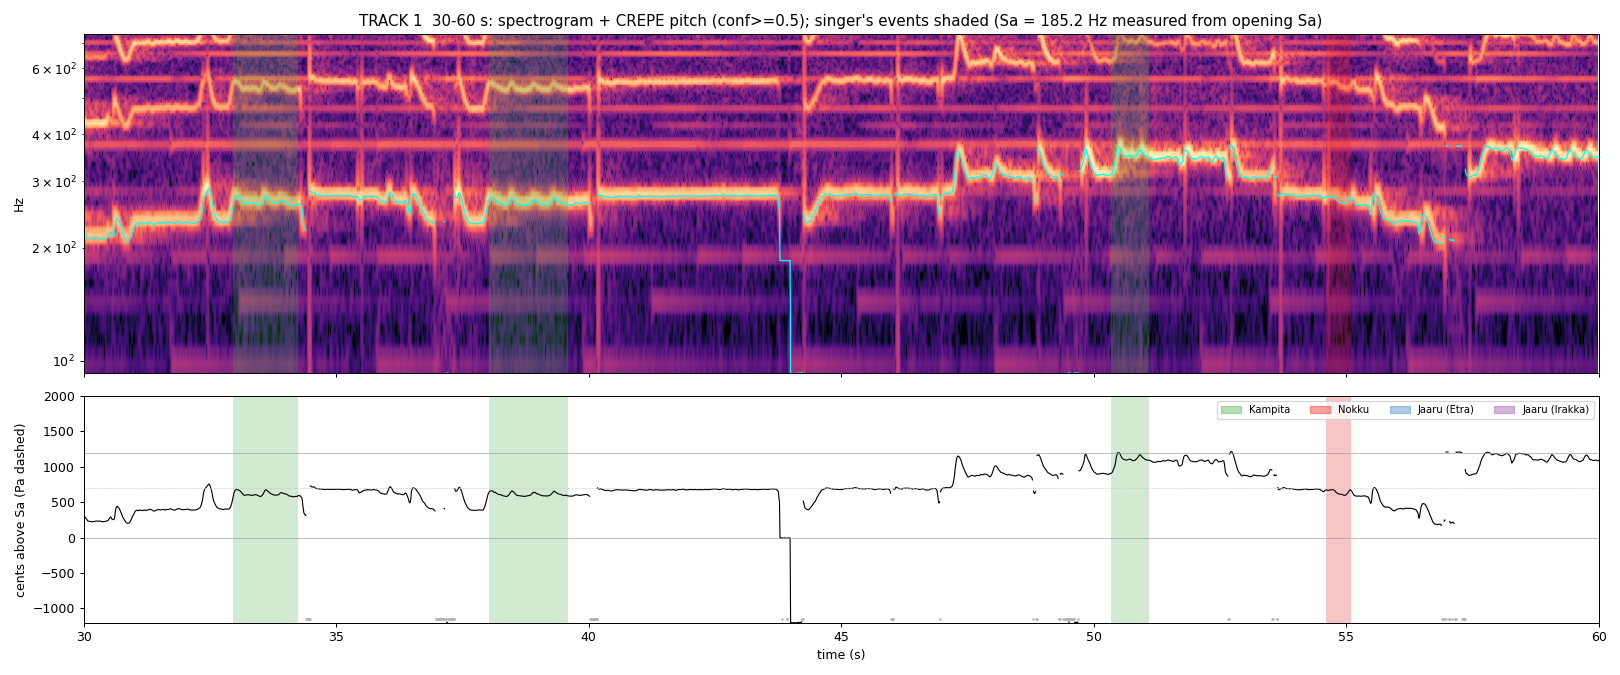 TRACK 1 30-60 s: spectrogram + CREPE pitch (conf>=0.5); singer's events shaded (Sa = 185.2 Hz measured from opening Sa)
6 × 10²
4 × 10²
3 × 10²
2 × 10²
10²
Hz
2000
1500
1000
500
0
−500
−1000
cents above Sa (Pa dashed)
Kampita Nokku Jaaru (Etra) Jaaru (Irakka)
30 35 40 45 50 55 60
time (s)